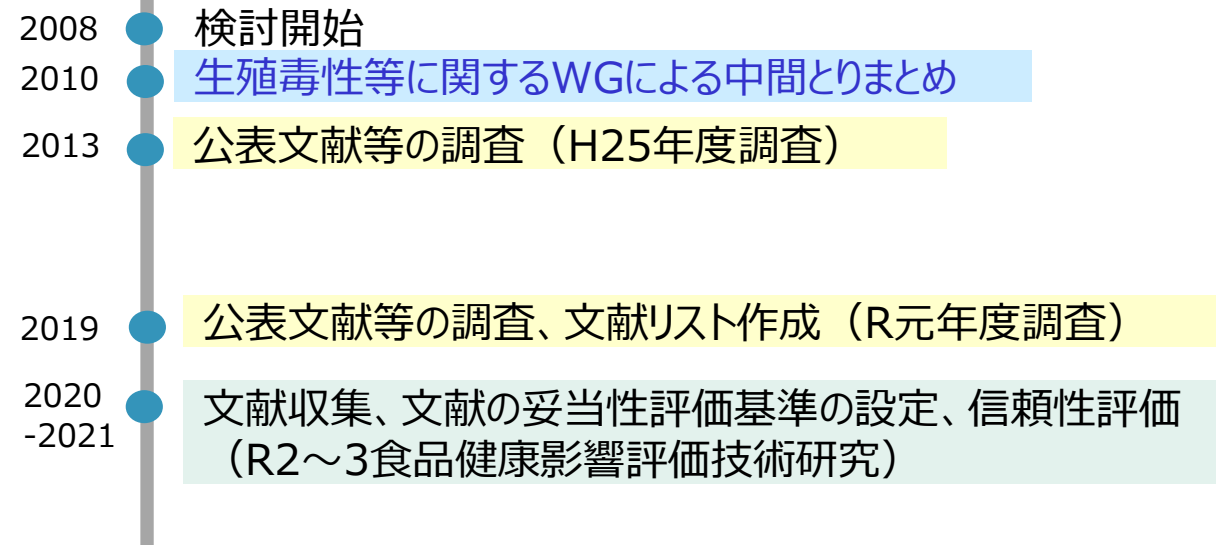 2008 検討開始
2010 生殖毒性等に関するWGによる中間とりまとめ
2013 公表文献等の調査（H25年度調査）
2019 公表文献等の調査、文献リスト作成（R元年度調査）
2020
-2021
文献収集、文献の妥当性評価基準の設定、信頼性評価
（R2～3食品健康影響評価技術研究）